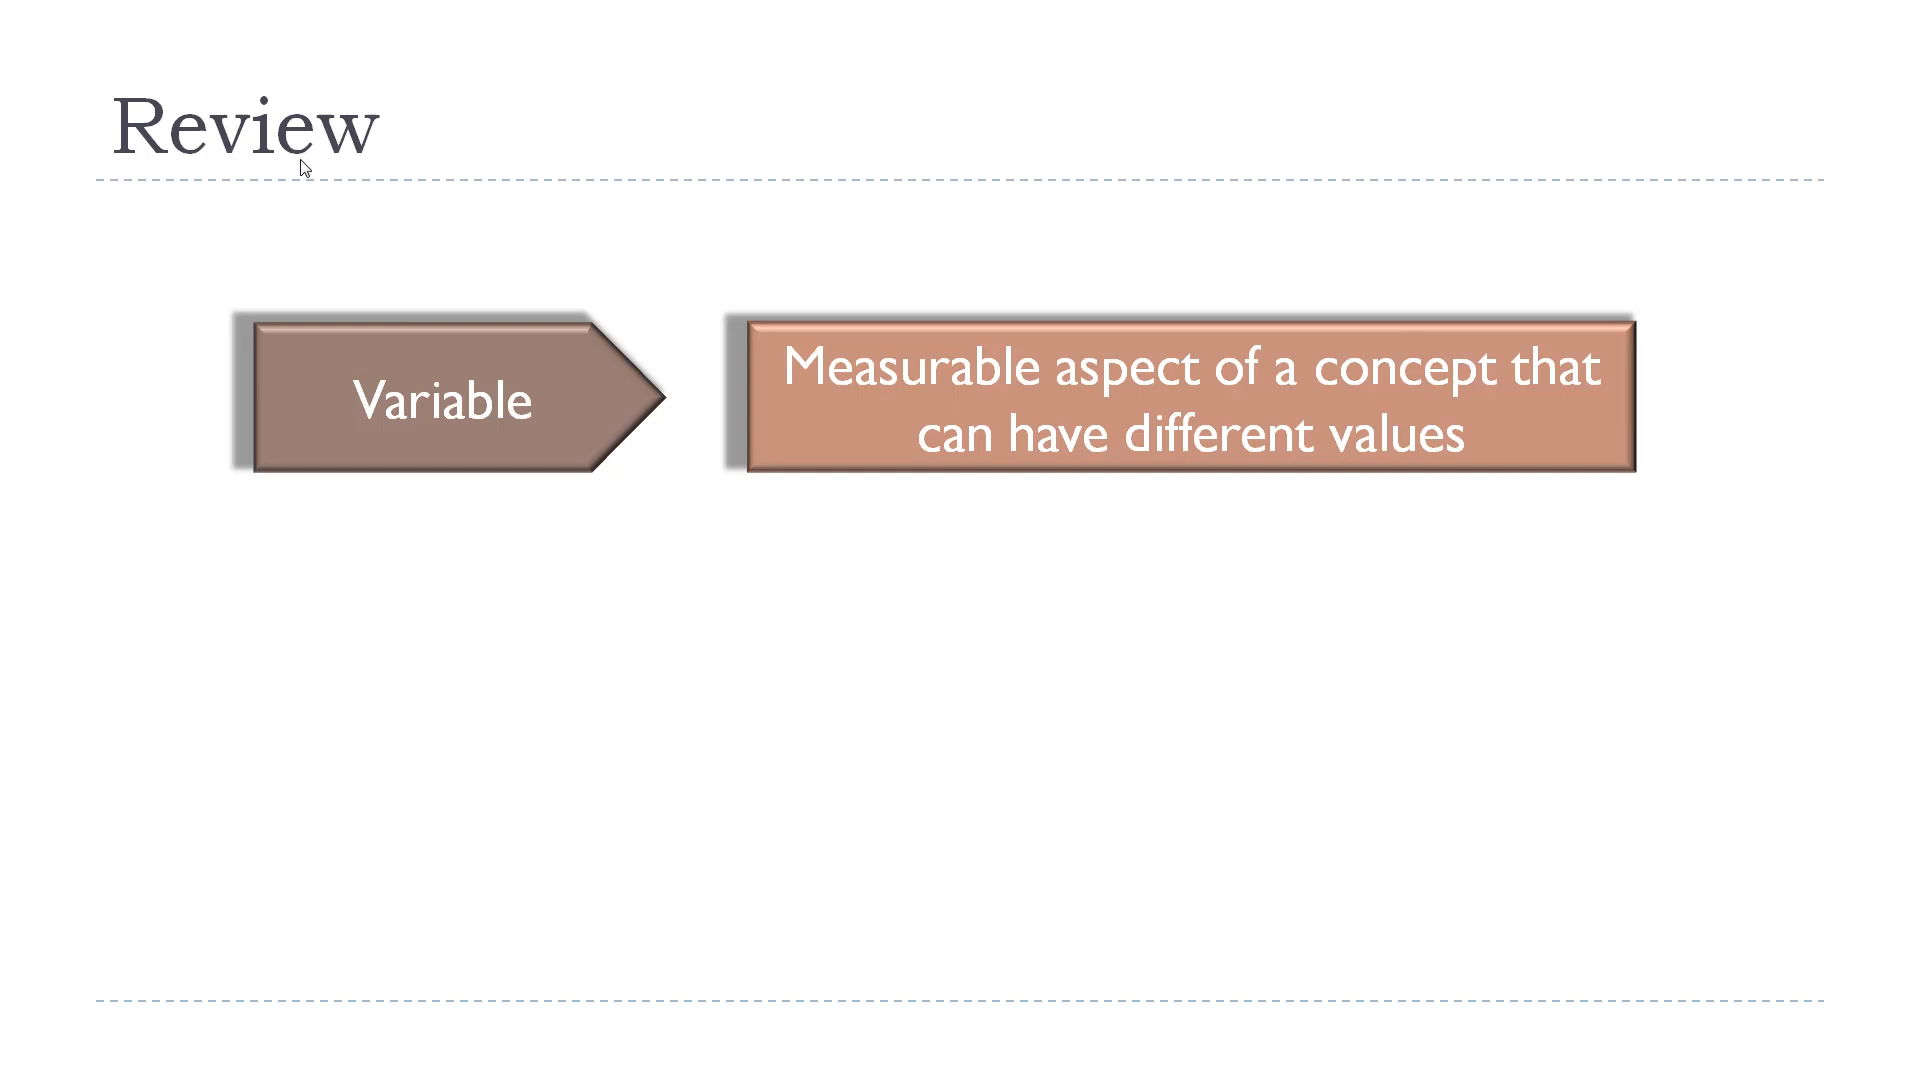 Review
Variable
Measurable aspect of a concept that
can have different values